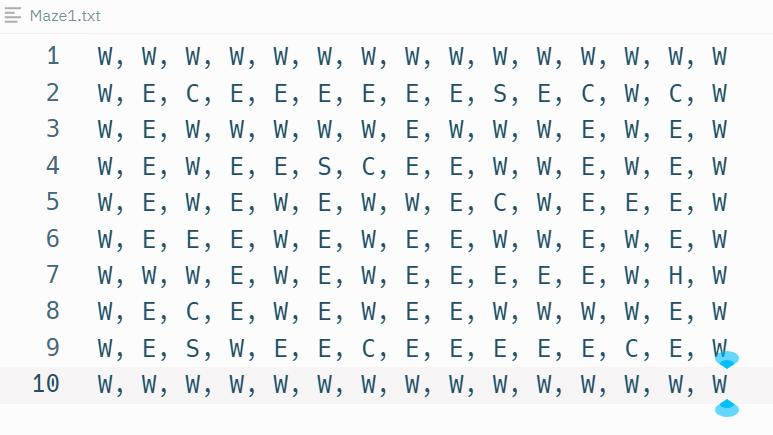 Maze1.txt
1 W, W, W, W, W, W, W, W, W, W, W, W, W, W, W
2 W, E, C, E, E, E, E, E, E, S, E, C, W, C, W
3 W, E, W, W, W, W, W, E, W, W, W, E, W, E, W
4 W, E, W, E, E, S, C, E, E, W, W, E, W, E, W
5 W, E, W, E, W, E, W, W, E, C, W, E, E, E, W
6 W, E, E, E, W, E, W, E, E, W, W, E, W, E, W
7 W, W, W, E, W, E, W, E, E, E, E, E, W, H, W
8 W, E, C, E, W, E, W, E, E, W, W, W, W, E, W
9 W, E, S, W, E, E, C, E, E, E, E, E, C, E, W
10 W, W, W, W, W, W, W, W, W, W, W, W, W, W, W